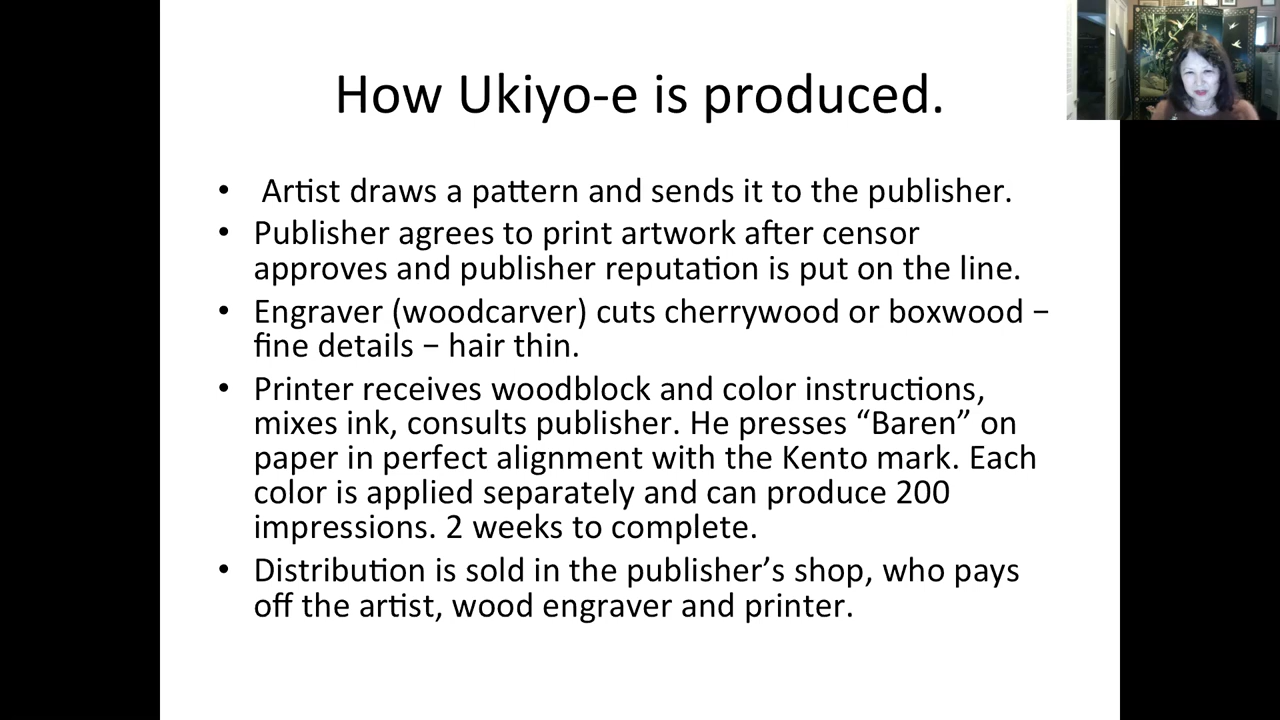 How Ukiyo-e is produced.
• Artist draws a pattern and sends it to the publisher.
• Publisher agrees to print artwork after censor
approves and publisher reputation is put on the line.
• Engraver (woodcarver) cuts cherrywood or boxwood –
fine details – hair thin.
• Printer receives woodblock and color instructions,
mixes ink, consults publisher. He presses “Baren” on
paper in perfect alignment with the Kento mark. Each
color is applied separately and can produce 200
impressions. 2 weeks to complete.
• Distribution is sold in the publisher’s shop, who pays
off the artist, wood engraver and printer.